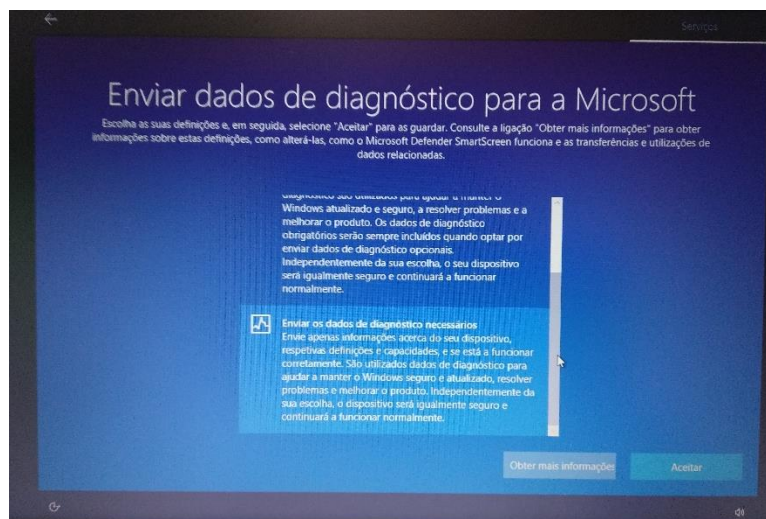 Serviços
Enviar dados de diagnóstico para a Microsoft
Escolha as suas definições e, em seguida, selecione "Aceitar" para as guardar. Consulte a ligação "Obter mais informações" para obter
informações sobre estas definições, como alterá-las, como o Microsoft Defender SmartScreen funciona e as transferências e utilizações de
dados relacionadas.
diagnóstico são utilizados para ajudar a manter o
Windows atualizado e seguro, a resolver problemas e a
melhorar o produto. Os dados de diagnóstico
obrigatórios serão sempre incluídos quando optar por
enviar dados de diagnóstico opcionais.
Independentemente da sua escolha, o seu dispositivo
será igualmente seguro e continuará a funcionar
normalmente.
Enviar os dados de diagnóstico necessários
Envie apenas informações acerca do seu dispositivo,
respetivas definições e capacidades, e se está a funcionar
corretamente. São utilizados dados de diagnóstico para
ajudar a manter o Windows seguro e atualizado, resolver
problemas e melhorar o produto. Independentemente da
sua escolha, o dispositivo será igualmente seguro e
continuará a funcionar normalmente.
Obter mais informações
Aceitar